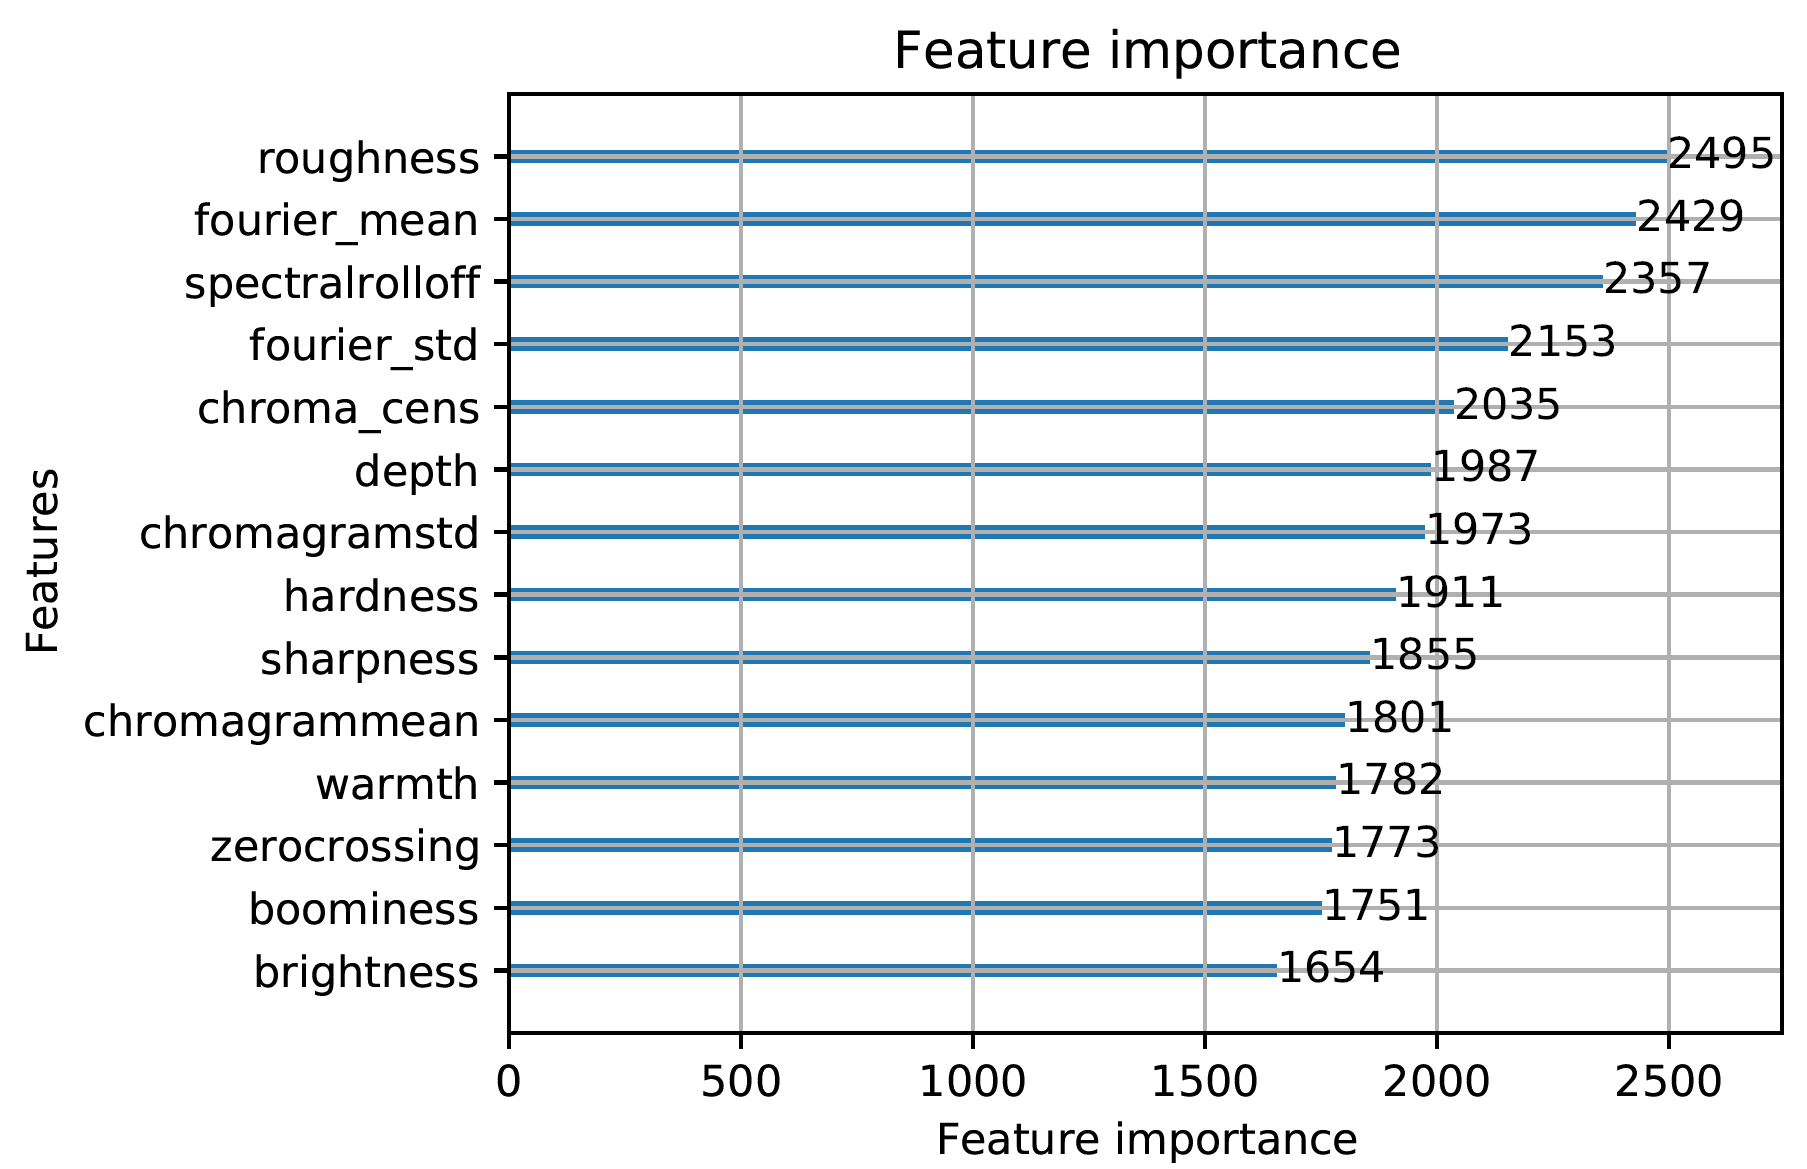 Feature importance
roughness 2495
fourier_mean 2429
spectralrolloff 2357
fourier_std 2153
chroma_cens 2035
depth 1987
chromagramstd 1973
hardness 1911
sharpness 1855
chromagrammean 1801
warmth 1782
zerocrossing 1773
boominess 1751
brightness 1654
Features
0 500 1000 1500 2000 2500
Feature importance